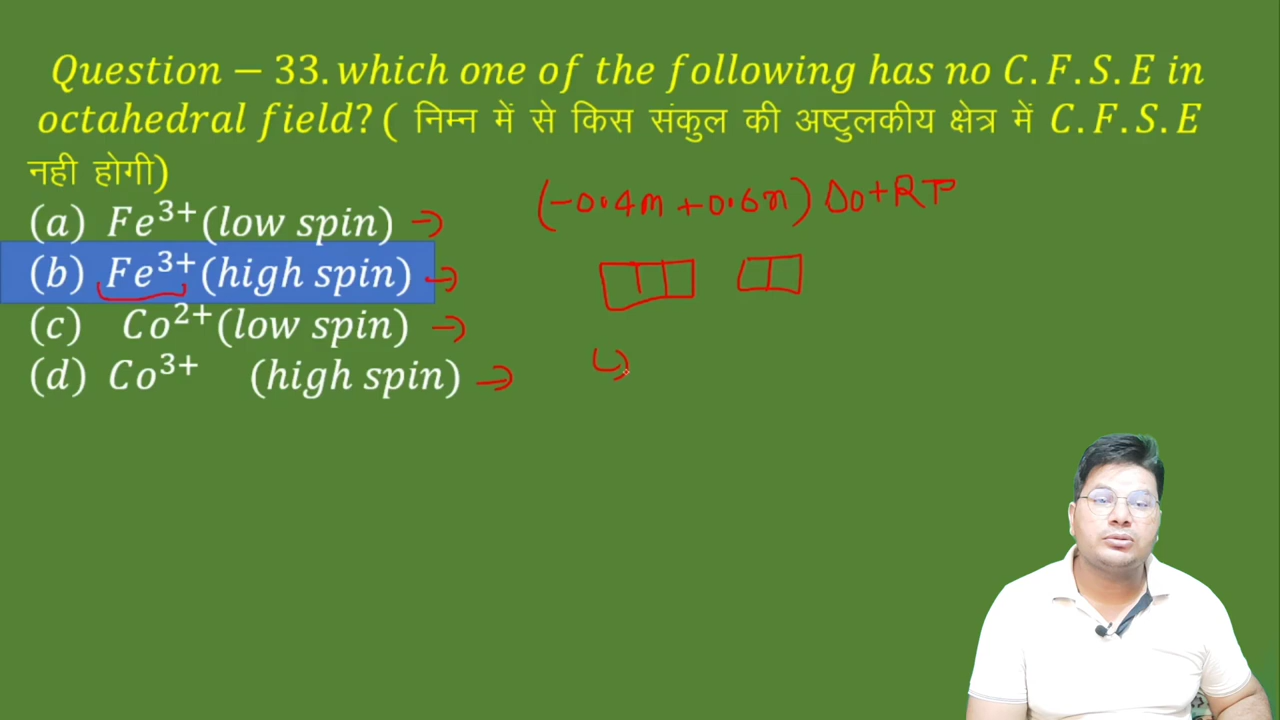 Question − 33. which one of the following has no C.F.S.E in
octahedral field? ( निम्न में से किस संकुल की अष्टुलकीय क्षेत्र में C.F.S.E
नही होगी)
(a) Fe³⁺(low spin)
(−0.4m +0.6n) Δo+RP
(b) Fe³⁺(high spin)
(c) Co²⁺(low spin)
(d) Co³⁺ (high spin)